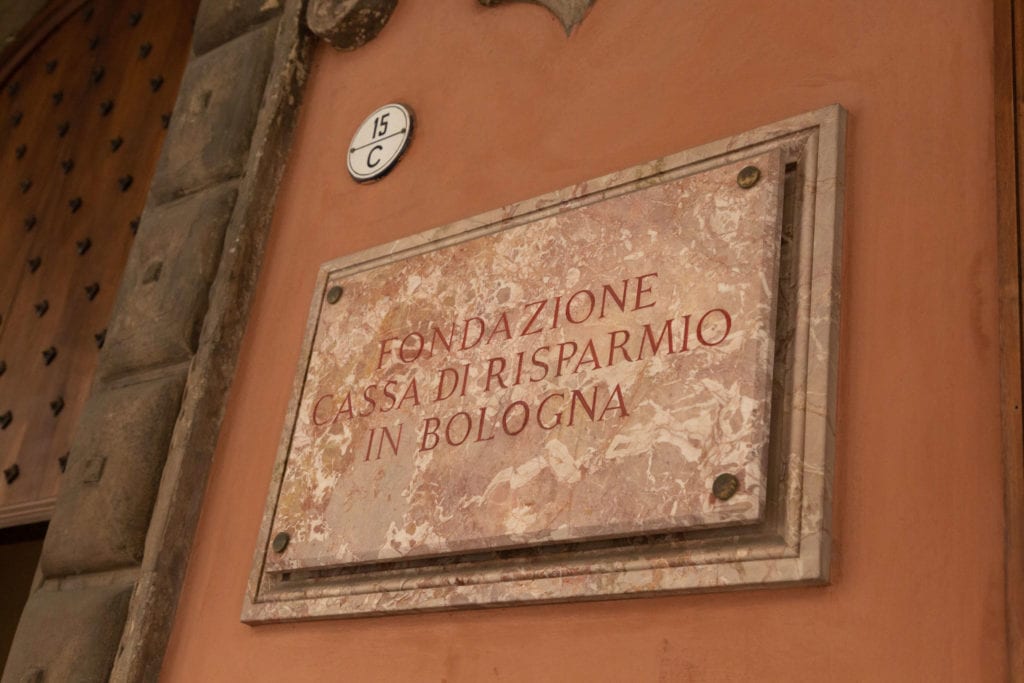 15
C
FONDAZIONE
CASSA DI RISPARMIO
IN BOLOGNA